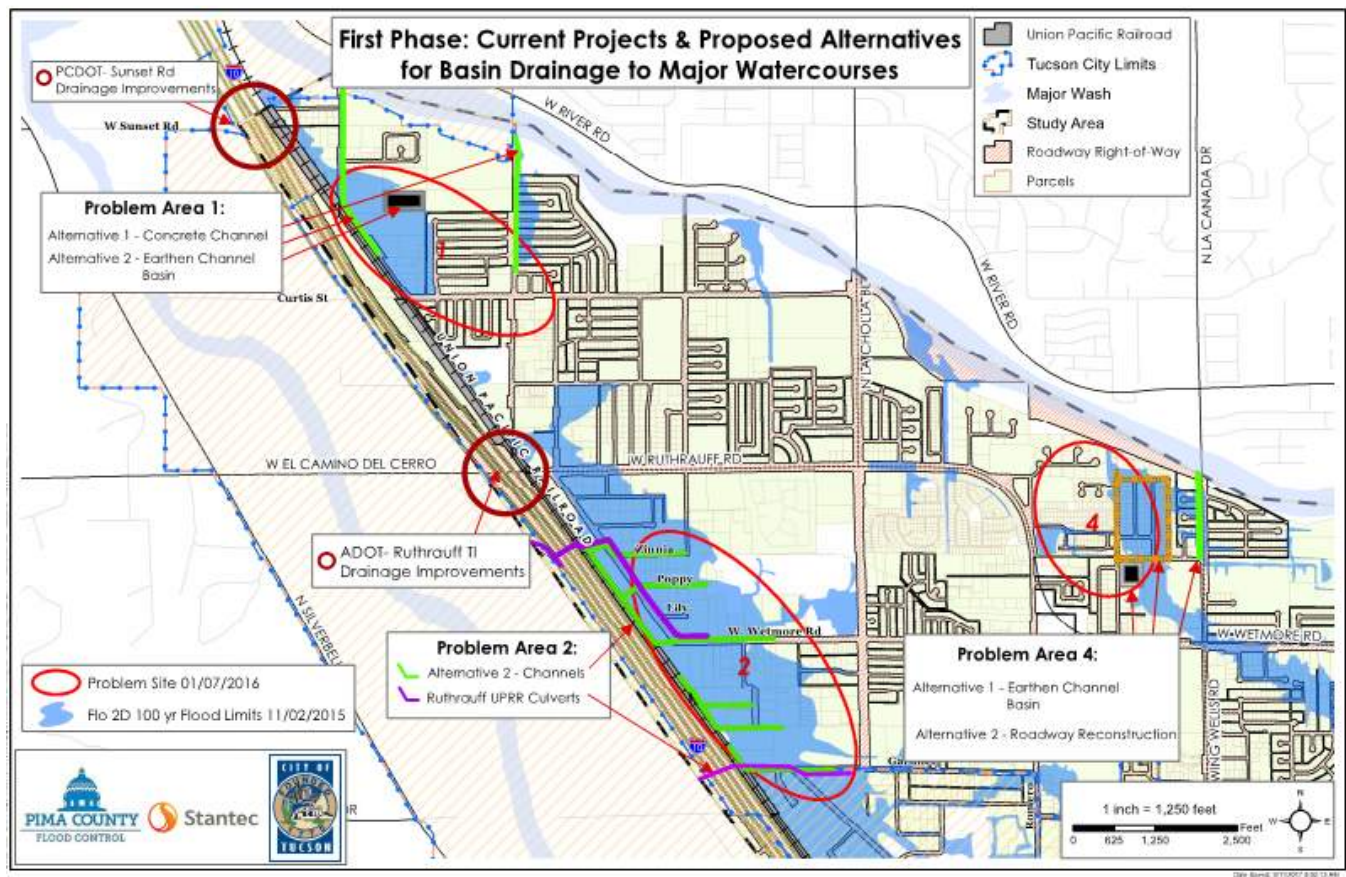 First Phase: Current Projects & Proposed Alternatives
for Basin Drainage to Major Watercourses
Union Pacific Railroad
Tucson City Limits
Major Wash
Study Area
Roadway Right-of-Way
Parcels
PCDOT- Sunset Rd
Drainage Improvements
10
W Sunset Rd
W RIVER RD
N LA CANADA DR
Problem Area 1:
Alternative 1 - Concrete Channel
Alternative 2 - Earthen Channel
Basin
1
W RIVER RD
Curtis St
UNION PACIFIC RAILROAD
W EL CAMINO DEL CERRO
W RUTHRAUFF RD
4
ADOT- Ruthrauff TI
Drainage Improvements
Zinnia
Poppy
Lily
W. Wetmore Rd
W WETMORE RD
Problem Area 2:
Alternative 2 - Channels
Ruthrauff UPRR Culverts
2
Problem Area 4:
Alternative 1 - Earthen Channel
Basin
Alternative 2 - Roadway Reconstruction
Problem Site 01/07/2016
Flo 2D 100 yr Flood Limits 11/02/2015
10
Romero
PIMA COUNTY
FLOOD CONTROL
Stantec
CITY OF
TUCSON
DR
1 inch = 1,250 feet
Feet
0 625 1,250 2,500
N
W E
S